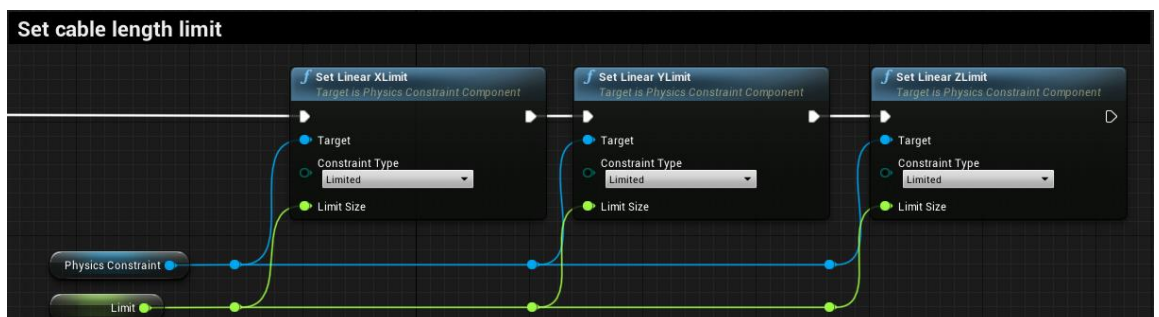 Set cable length limit
f Set Linear XLimit
Target is Physics Constraint Component
Target
Constraint Type
Limited
Limit Size
f Set Linear YLimit
Target is Physics Constraint Component
Target
Constraint Type
Limited
Limit Size
f Set Linear ZLimit
Target is Physics Constraint Component
Target
Constraint Type
Limited
Limit Size
Physics Constraint
Limit